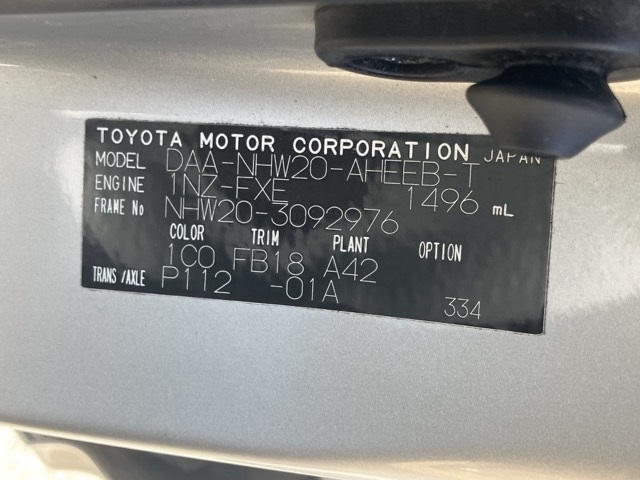 TOYOTA MOTOR CORPORATION JAPAN
MODEL DAA-NHW20-AHEEB-T
ENGINE 1NZ-FXE 1496 mL
FRAME No NHW20-3092976
COLOR TRIM PLANT OPTION
1C0 FB18 A42
TRANS/AXLE P112 -01A
334